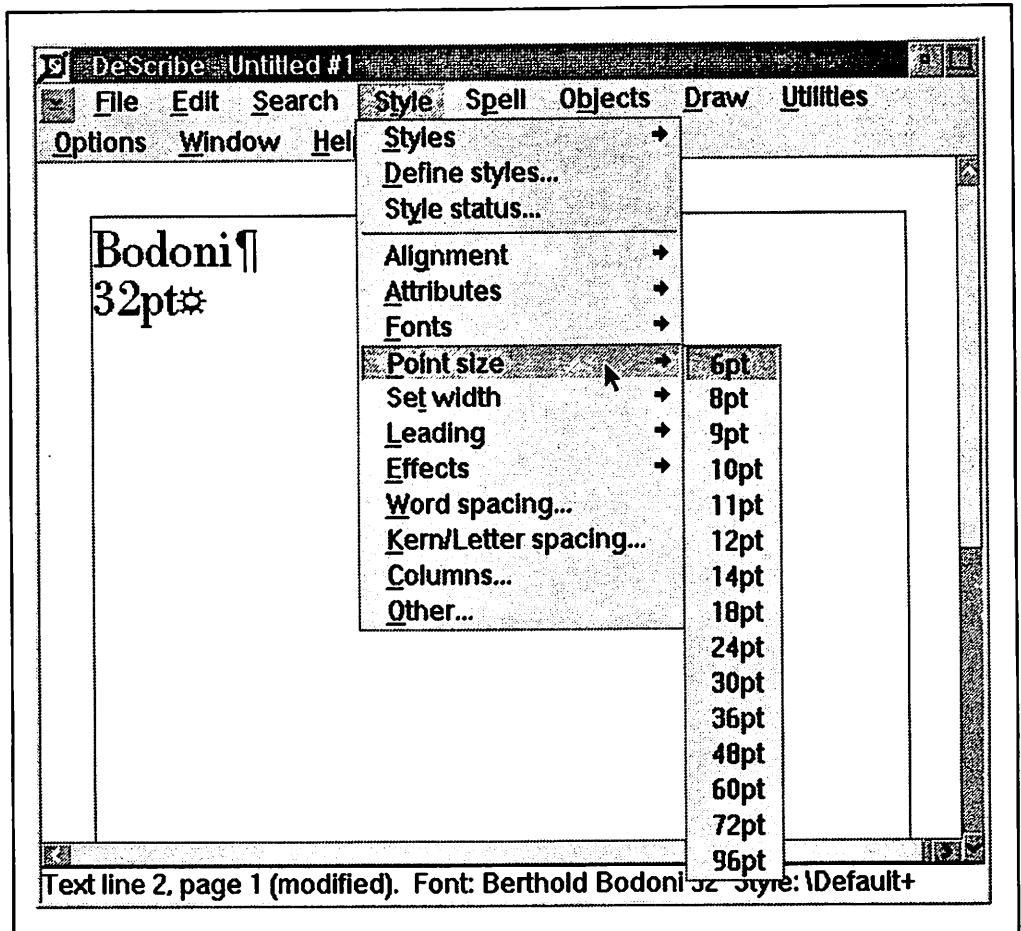 DeScribe - Untitled #1
File Edit Search Style Spell Objects Draw Utilities
Options Window Hel
Styles
Define styles...
Style status...
Alignment
Attributes
Fonts
Point size
Set width
Leading
Effects
Word spacing...
Kern/Letter spacing...
Columns...
Other...
6pt
8pt
9pt
10pt
11pt
12pt
14pt
18pt
24pt
30pt
36pt
48pt
60pt
72pt
96pt
Bodoni¶
32pt¤
Text line 2, page 1 (modified). Font: Berthold Bodoni 32 Style: \Default+